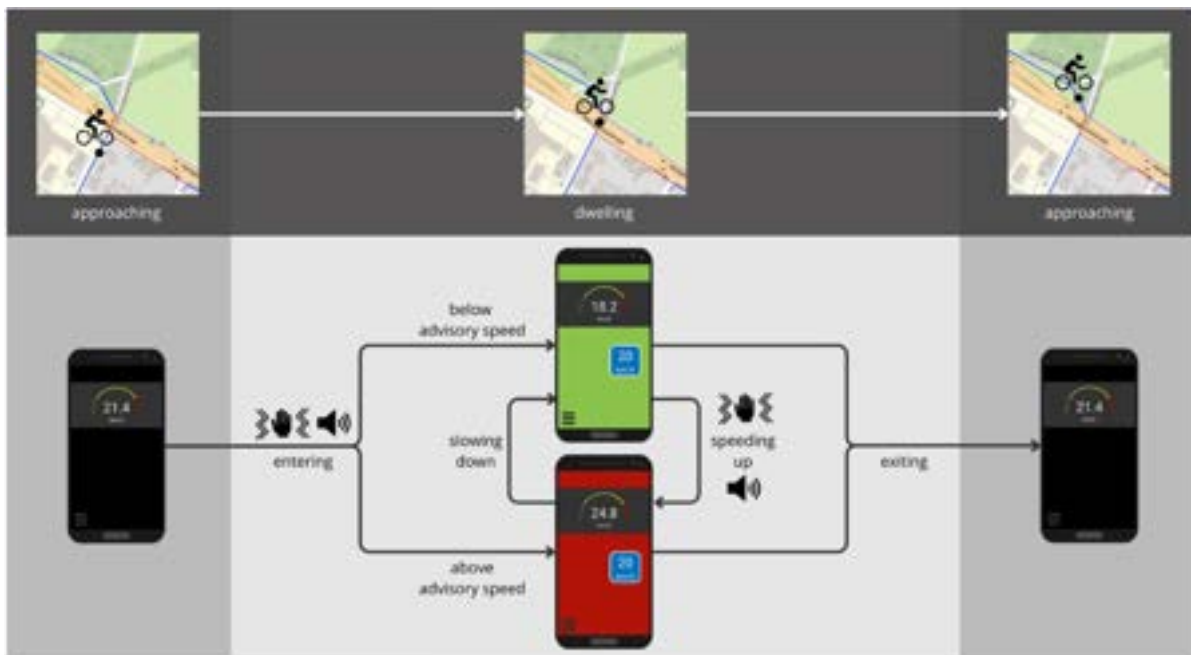 approaching
dwelling
approaching
18.2
below
advisory speed
20
21.4
21.4
entering
slowing
down
speeding
up
exiting
24.8
20
above
advisory speed